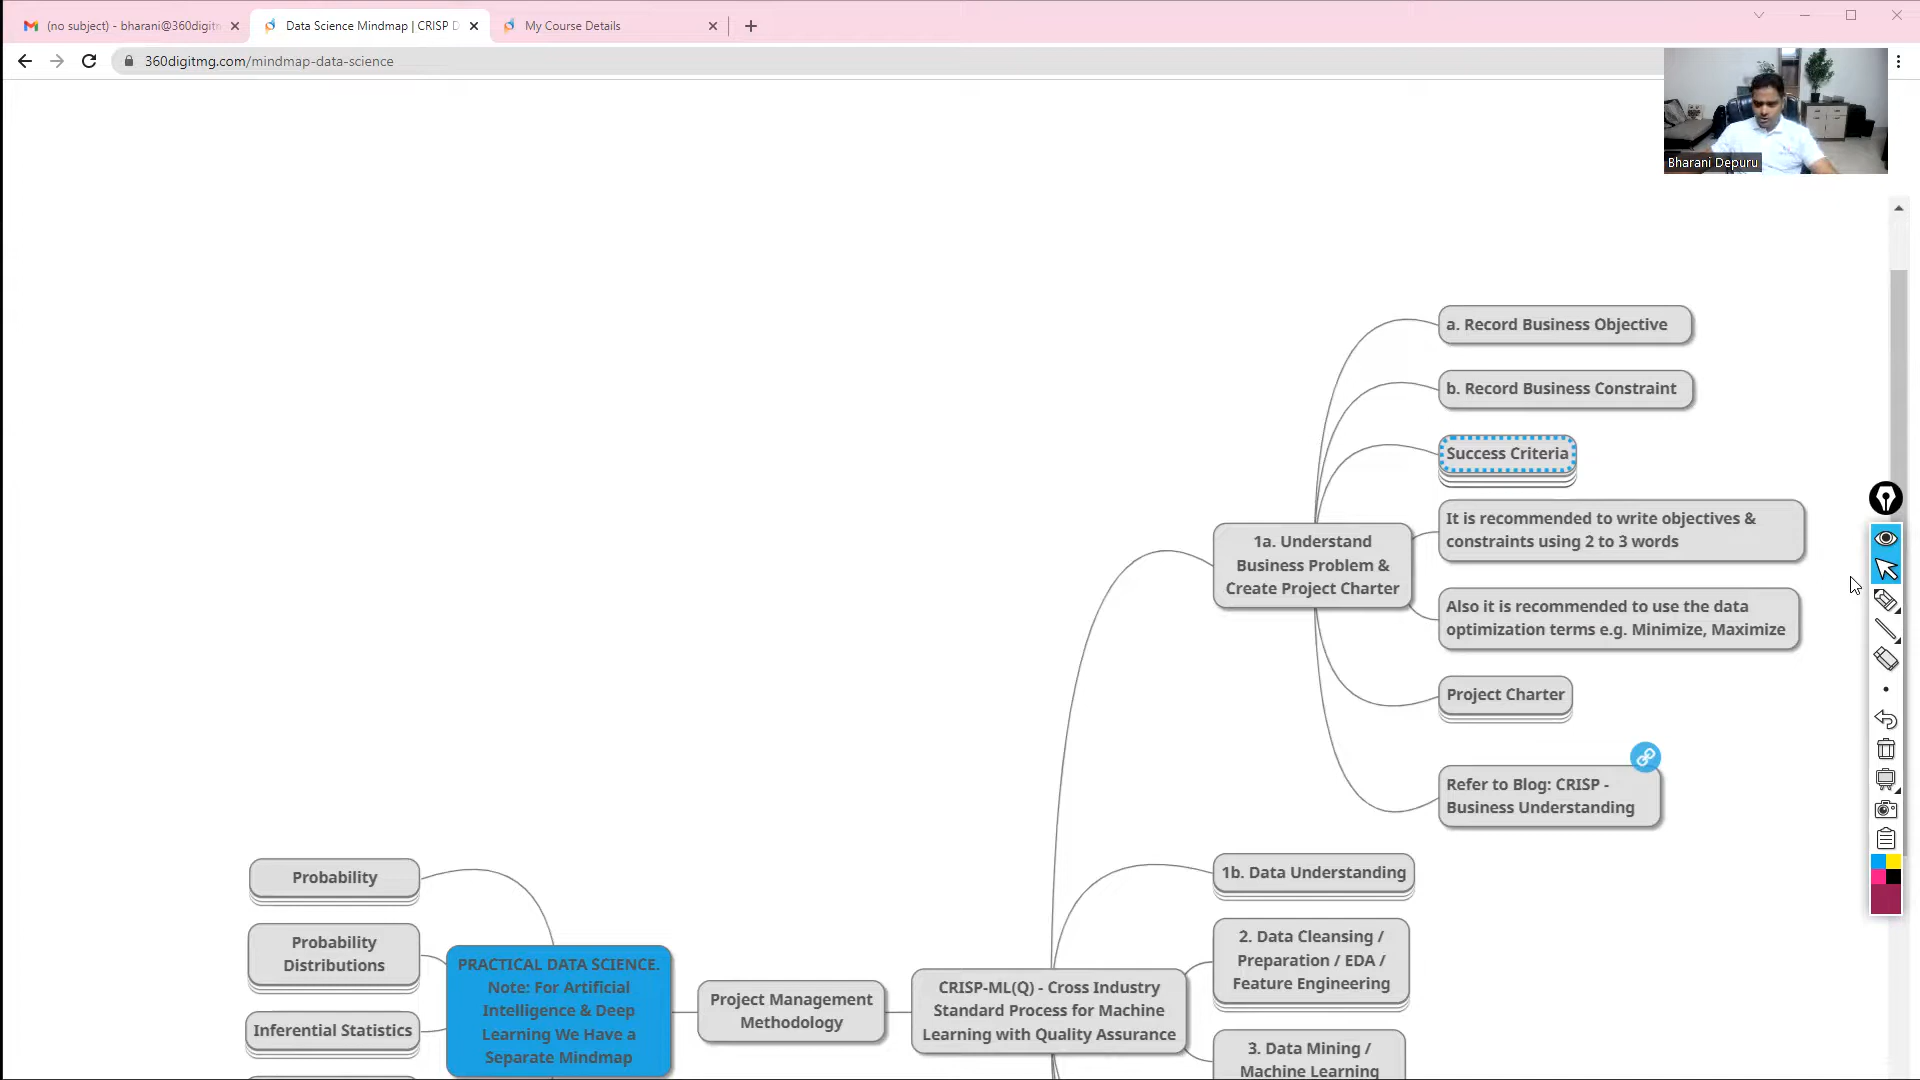 (no subject) - bharani@360digitm
Data Science Mindmap | CRISP D
My Course Details
360digitmg.com/mindmap-data-science
Bharani Depuru
a. Record Business Objective
b. Record Business Constraint
Success Criteria
It is recommended to write objectives &
constraints using 2 to 3 words
1a. Understand
Business Problem &
Create Project Charter
Also it is recommended to use the data
optimization terms e.g. Minimize, Maximize
Project Charter
Refer to Blog: CRISP -
Business Understanding
1b. Data Understanding
Probability
Probability
Distributions
2. Data Cleansing /
Preparation / EDA /
Feature Engineering
PRACTICAL DATA SCIENCE.
Note: For Artificial
Intelligence & Deep
Learning We Have a
Separate Mindmap
Project Management
Methodology
CRISP-ML(Q) - Cross Industry
Standard Process for Machine
Learning with Quality Assurance
Inferential Statistics
3. Data Mining /
Machine Learning